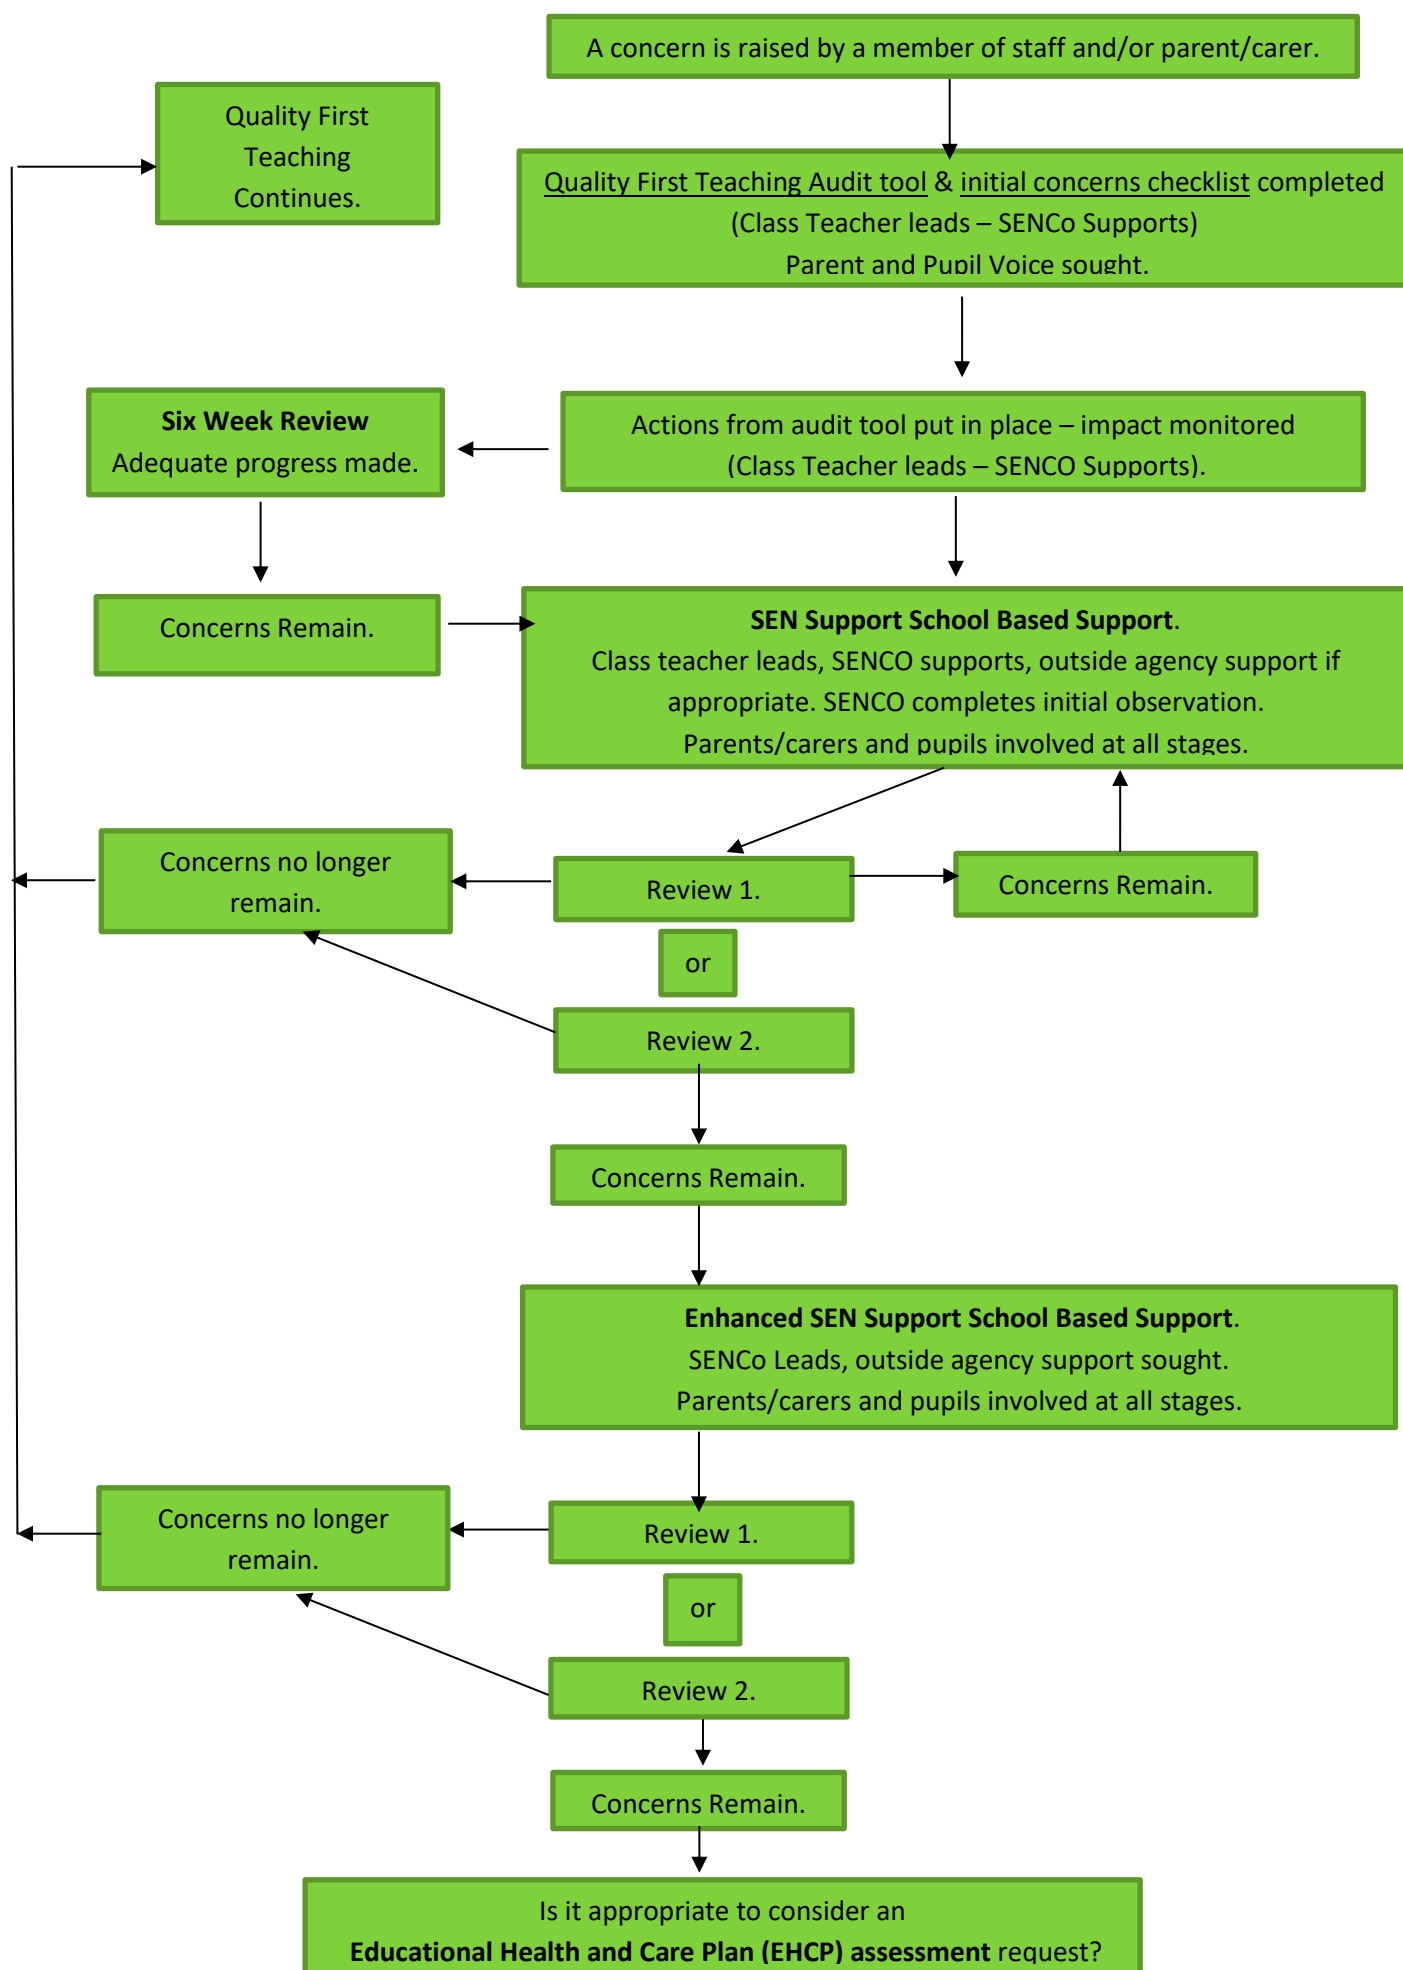 A concern is raised by a member of staff and/or parent/carer.
Quality First
Teaching
Continues.
Quality First Teaching Audit tool & initial concerns checklist completed
(Class Teacher leads – SENCo Supports)
Parent and Pupil Voice sought.
Six Week Review
Adequate progress made.
Actions from audit tool put in place – impact monitored
(Class Teacher leads – SENCO Supports).
Concerns Remain.
SEN Support School Based Support.
Class teacher leads, SENCO supports, outside agency support if
appropriate. SENCO completes initial observation.
Parents/carers and pupils involved at all stages.
Concerns no longer
remain.
Review 1.
Concerns Remain.
or
Review 2.
Concerns Remain.
Enhanced SEN Support School Based Support.
SENCo Leads, outside agency support sought.
Parents/carers and pupils involved at all stages.
Concerns no longer
remain.
Review 1.
or
Review 2.
Concerns Remain.
Is it appropriate to consider an
Educational Health and Care Plan (EHCP) assessment request?